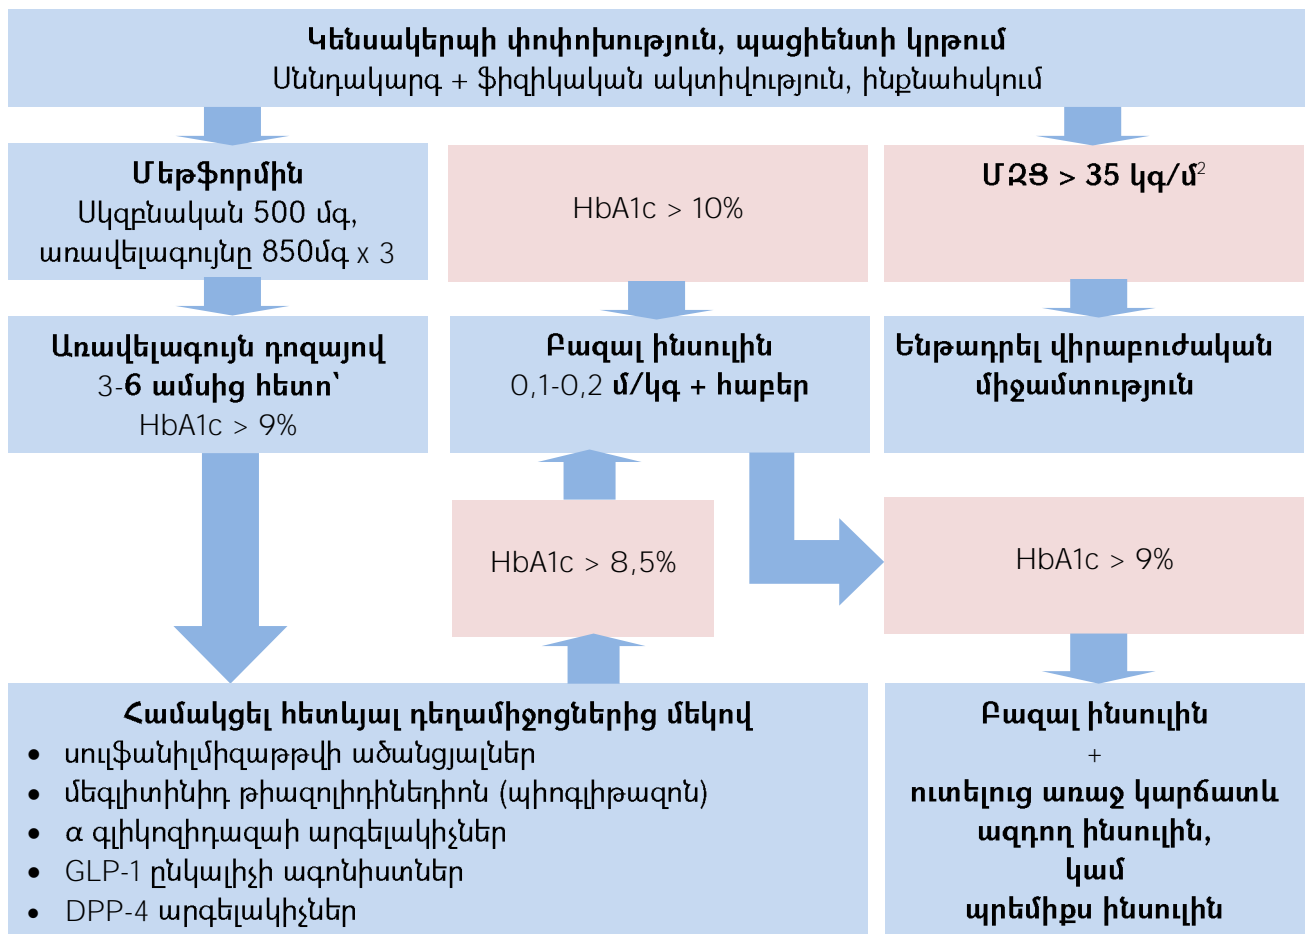 Կենսակերպի փոփոխություն, պացիենտի կրթում
Սննդակարգ + ֆիզիկական ակտիվություն, ինքնահսկում
Մեթֆորմին
Սկզբնական 500 մգ,
առավելագույնը 850մգ x 3
HbA1c > 10%
ՄԶՑ > 35 կգ/մ²
Առավելագույն դոզայով
3-6 ամսից հետո՝
HbA1c > 9%
Բազալ ինսուլին
0,1-0,2 մ/կգ + հաբեր
Ենթադրել վիրաբուժական
միջամտություն
HbA1c > 8,5%
HbA1c > 9%
Համակցել հետևյալ դեղամիջոցներից մեկով
• սուլֆանիլմիզաթթվի ածանցյալներ
• մեգլիտինիդ թիազոլիդինեդիոն (պիոգլիթազոն)
• α գլիկոզիդազաի արգելակիչներ
• GLP-1 ընկալիչի ագոնիստներ
• DPP-4 արգելակիչներ
Բազալ ինսուլին
+
ուտելուց առաջ կարճատև
ազդող ինսուլին,
կամ
պրեմիքս ինսուլին